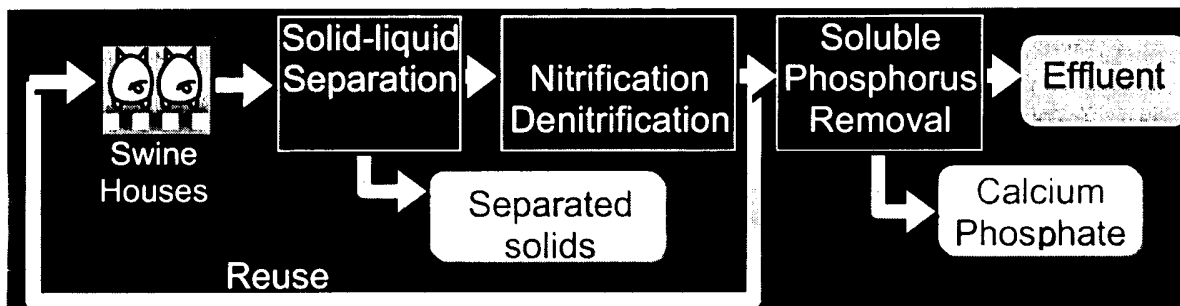 Swine
Houses
Solid-liquid
Separation
Separated
solids
Nitrification
Denitrification
Soluble
Phosphorus
Removal
Calcium
Phosphate
Effluent
Reuse